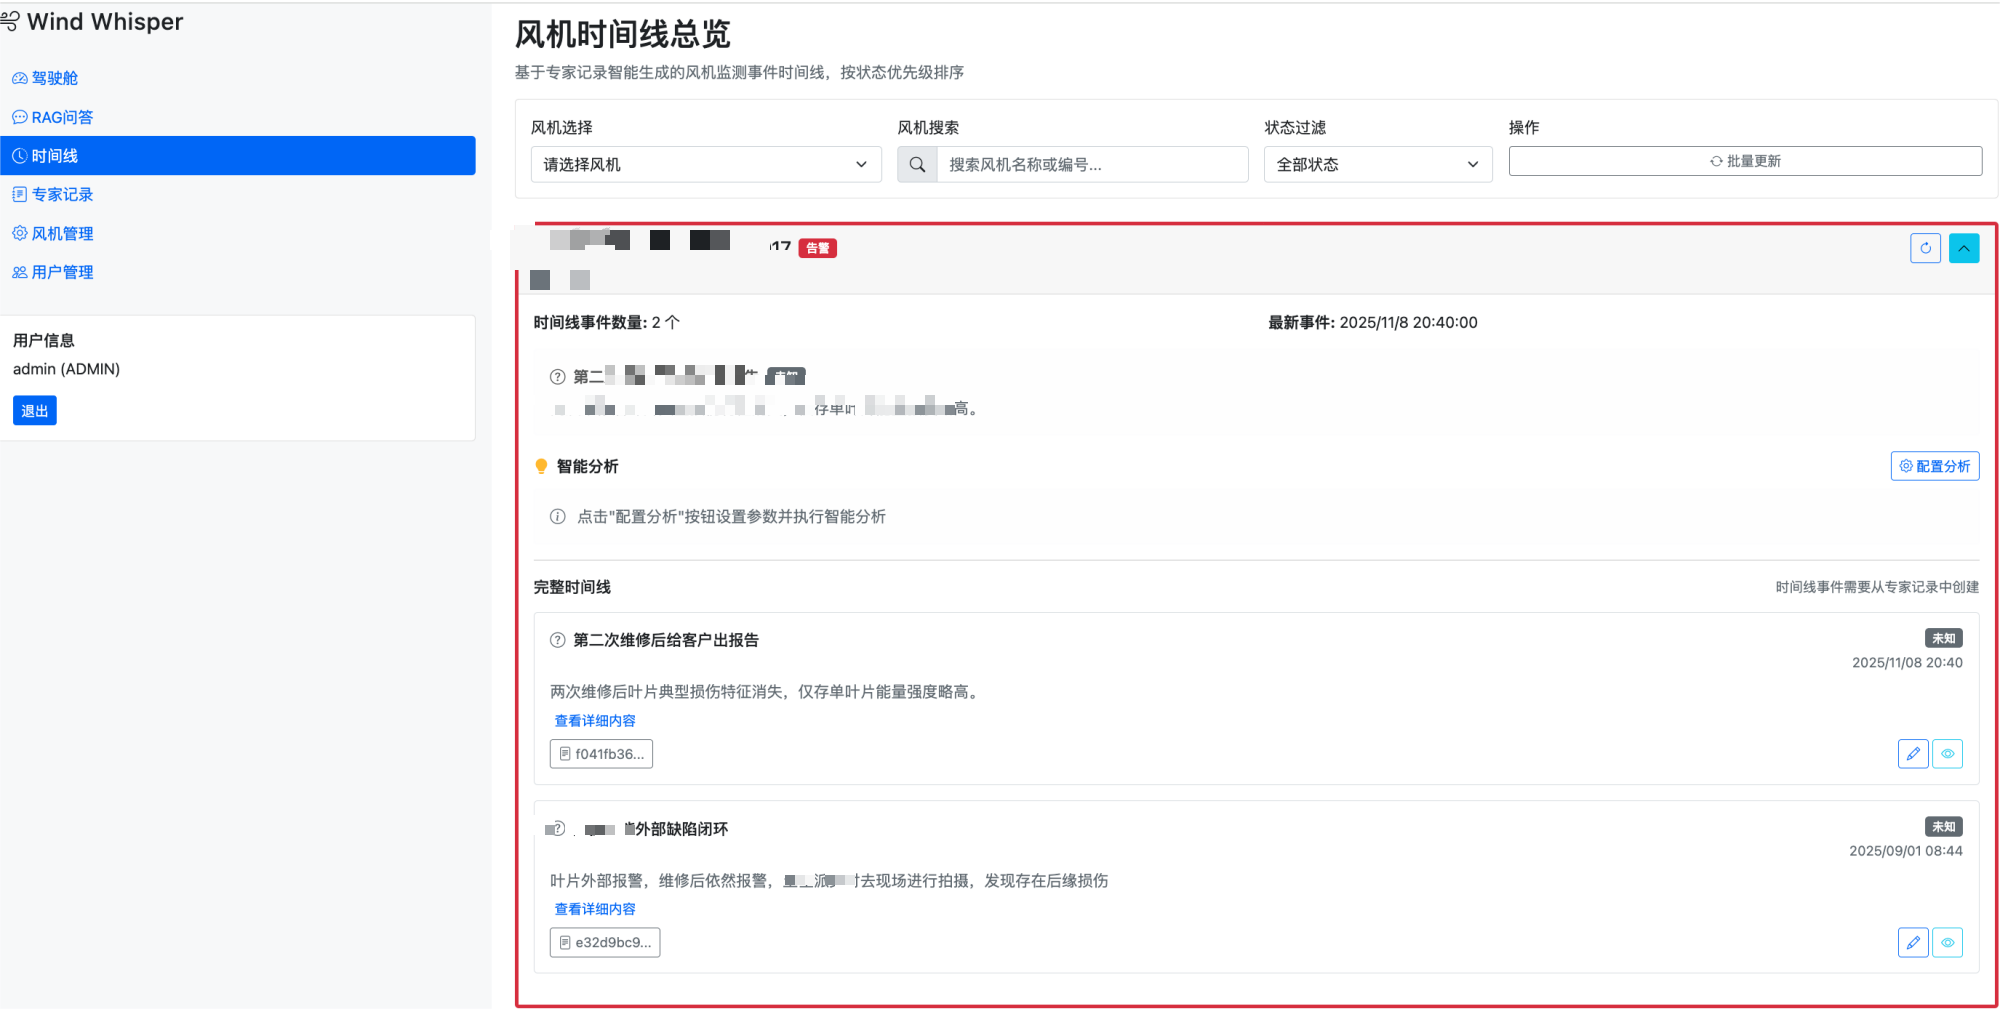 Wind Whisper
驾驶舱
RAG问答
时间线
专家记录
风机管理
用户管理
用户信息
admin (ADMIN)
退出
风机时间线总览
基于专家记录智能生成的风机监测事件时间线，按状态优先级排序
风机选择
风机搜索
状态过滤
操作
请选择风机
搜索风机名称或编号...
全部状态
批量更新
17 告警
时间线事件数量: 2 个
最新事件: 2025/11/8 20:40:00
第二
存单叶 高。
智能分析
配置分析
点击"配置分析"按钮设置参数并执行智能分析
完整时间线
时间线事件需要从专家记录中创建
第二次维修后给客户出报告
未知
2025/11/08 20:40
两次维修后叶片典型损伤特征消失，仅存单叶片能量强度略高。
查看详细内容
f041fb36...
外部缺陷闭环
未知
2025/09/01 08:44
叶片外部报警，维修后依然报警， 派 去现场进行拍摄，发现存在后缘损伤
查看详细内容
e32d9bc9...